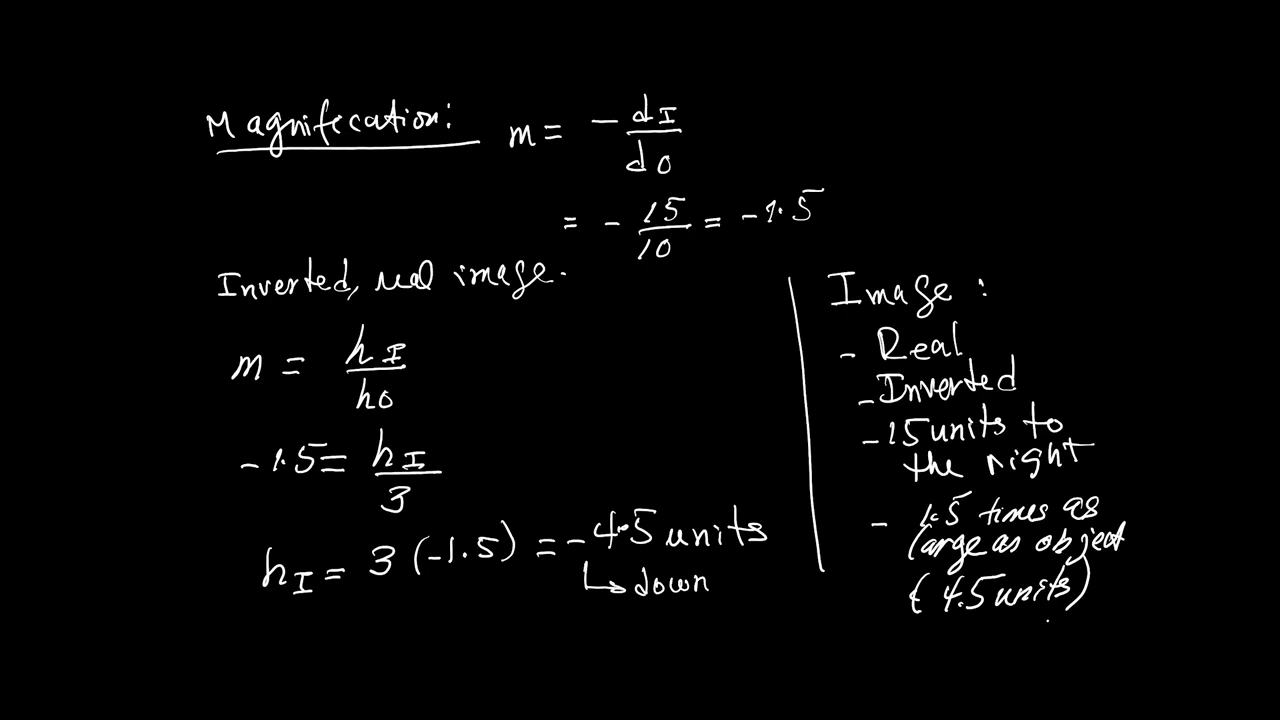 Magnifecation: m = - dI / do
= - 15 / 10 = -1.5
Inverted, real image.
m = hI / ho
-1.5 = hI / 3
hI = 3 (-1.5) = -4.5 units
↳ down
Image :
- Real
- Inverted
- 15 units to
the right
- 1.5 times as
large as object
(4.5 units)